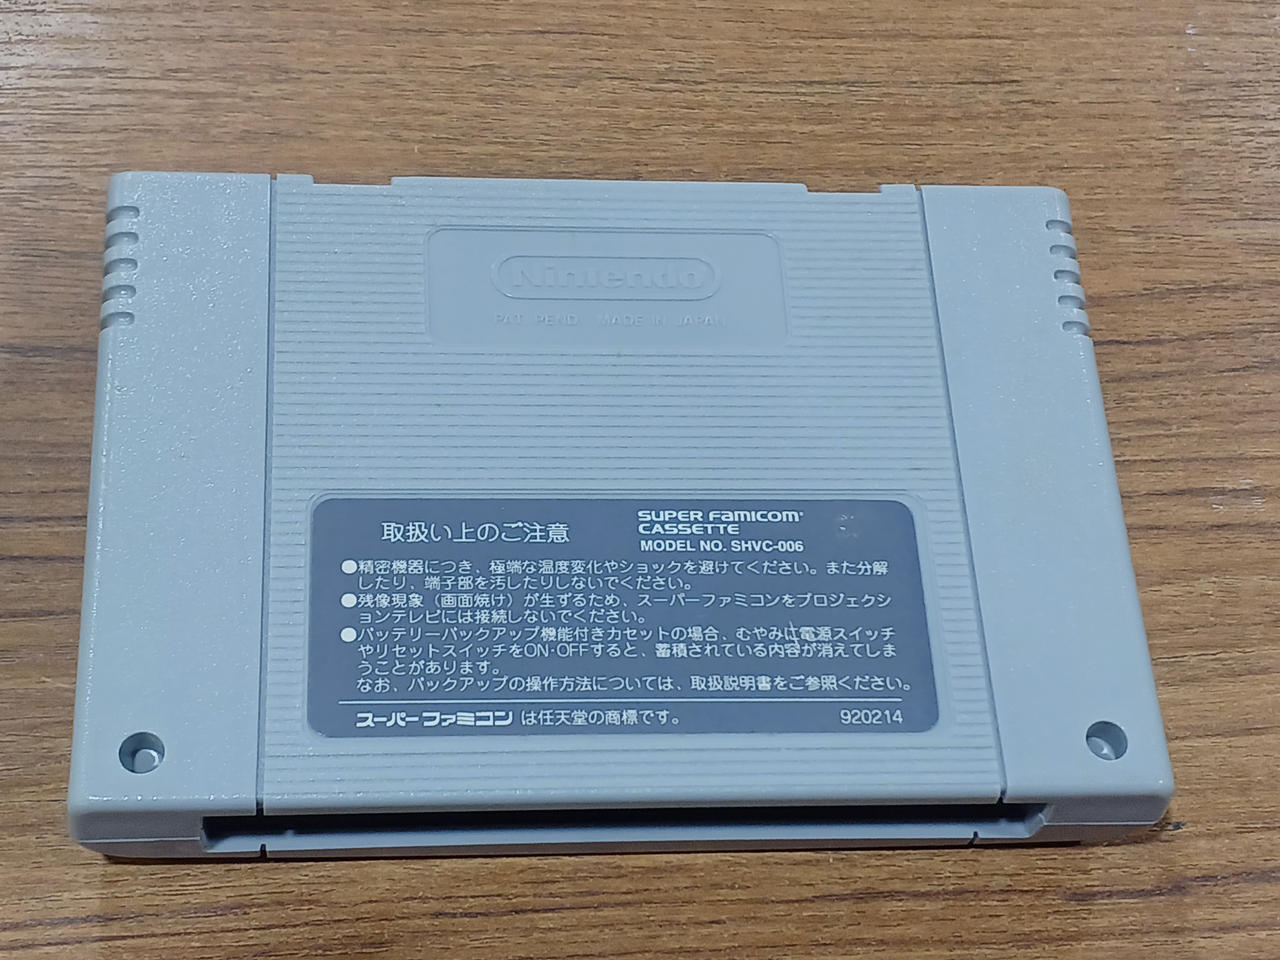 Nintendo
PAT. PEND. MADE IN JAPAN
取扱い上のご注意
SUPER FAMICOM
CASSETTE
MODEL NO. SHVC-006
●精密機器につき、極端な温度変化やショックを避けてください。また分解
したり、端子部を汚したりしないでください。
●残像現象（画面焼け）が生ずるため、スーパーファミコンをプロジェクシ
ョンテレビには接続しないでください。
●バッテリーバックアップ機能付きカセットの場合、むやみに電源スイッチ
やリセットスイッチをON·OFFすると、蓄積されている内容が消えてしま
うことがあります。
なお、バックアップの操作方法については、取扱説明書をご参照ください。
スーパーファミコンは任天堂の商標です。
920214